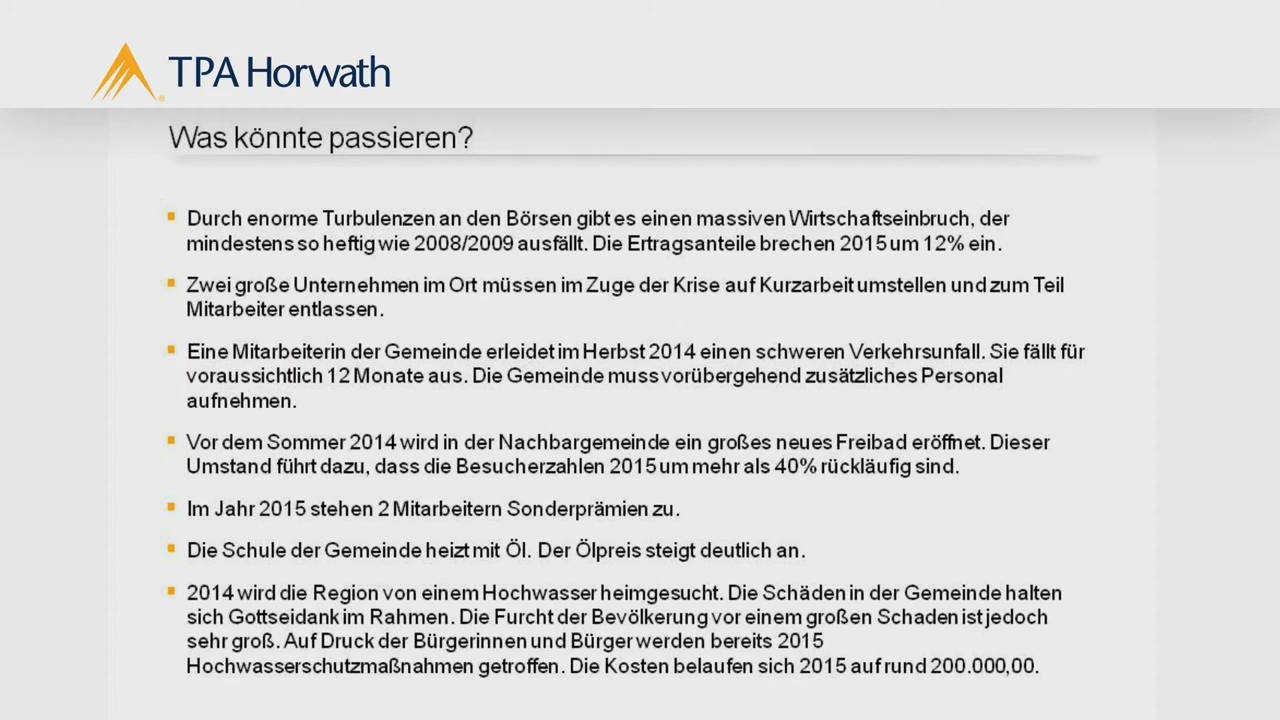 TPA Horwath
Was könnte passieren?
Durch enorme Turbulenzen an den Börsen gibt es einen massiven Wirtschaftseinbruch, der
mindestens so heftig wie 2008/2009 ausfällt. Die Ertragsanteile brechen 2015 um 12% ein.
Zwei große Unternehmen im Ort müssen im Zuge der Krise auf Kurzarbeit umstellen und zum Teil
Mitarbeiter entlassen.
Eine Mitarbeiterin der Gemeinde erleidet im Herbst 2014 einen schweren Verkehrsunfall. Sie fällt für
voraussichtlich 12 Monate aus. Die Gemeinde muss vorübergehend zusätzliches Personal
aufnehmen.
Vor dem Sommer 2014 wird in der Nachbargemeinde ein großes neues Freibad eröffnet. Dieser
Umstand führt dazu, dass die Besucherzahlen 2015 um mehr als 40% rückläufig sind.
Im Jahr 2015 stehen 2 Mitarbeitern Sonderprämien zu.
Die Schule der Gemeinde heizt mit Öl. Der Ölpreis steigt deutlich an.
2014 wird die Region von einem Hochwasser heimgesucht. Die Schäden in der Gemeinde halten
sich Gottseidank im Rahmen. Die Furcht der Bevölkerung vor einem großen Schaden ist jedoch
sehr groß. Auf Druck der Bürgerinnen und Bürger werden bereits 2015
Hochwasserschutzmaßnahmen getroffen. Die Kosten belaufen sich 2015 auf rund 200.000,00.